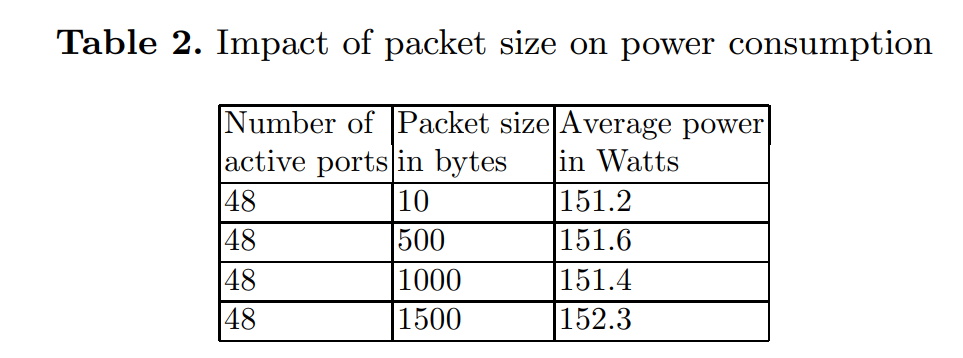 Table 2. Impact of packet size on power consumption
Number of active ports Packet size in bytes Average power in Watts
48 10 151.2
48 500 151.6
48 1000 151.4
48 1500 152.3